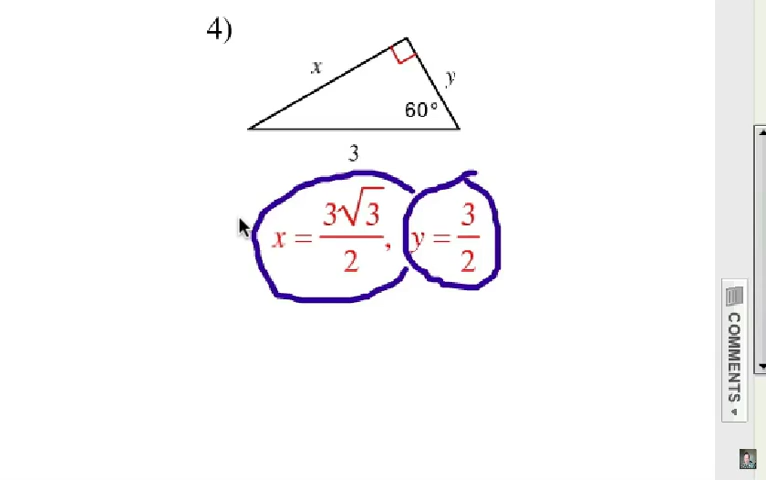 4)
x
y
60°
3
x = 3√3/2, y = 3/2
COMMENTS